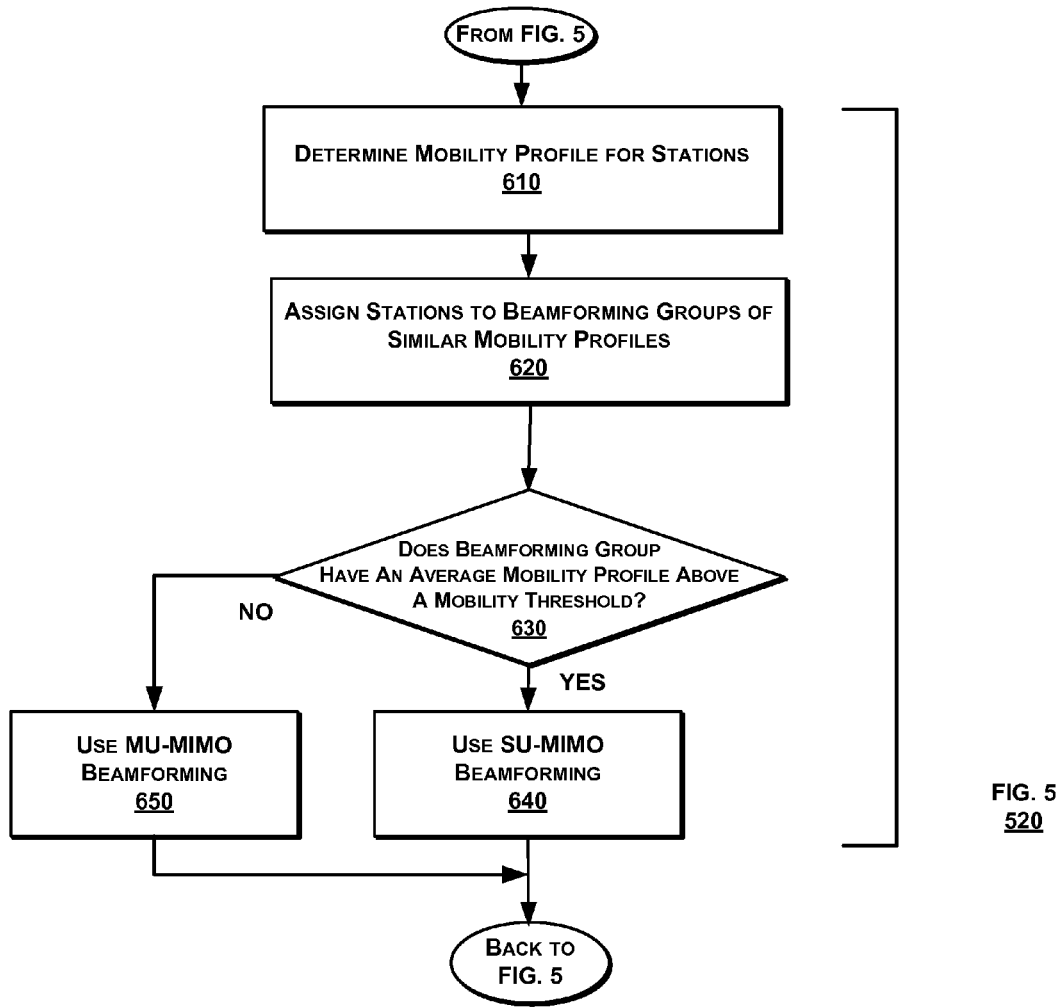 FROM FIG. 5
DETERMINE MOBILITY PROFILE FOR STATIONS
610
ASSIGN STATIONS TO BEAMFORMING GROUPS OF
SIMILAR MOBILITY PROFILES
620
DOES BEAMFORMING GROUP
HAVE AN AVERAGE MOBILITY PROFILE ABOVE
A MOBILITY THRESHOLD?
630
NO
YES
USE MU-MIMO
BEAMFORMING
650
USE SU-MIMO
BEAMFORMING
640
FIG. 5
520
BACK TO
FIG. 5